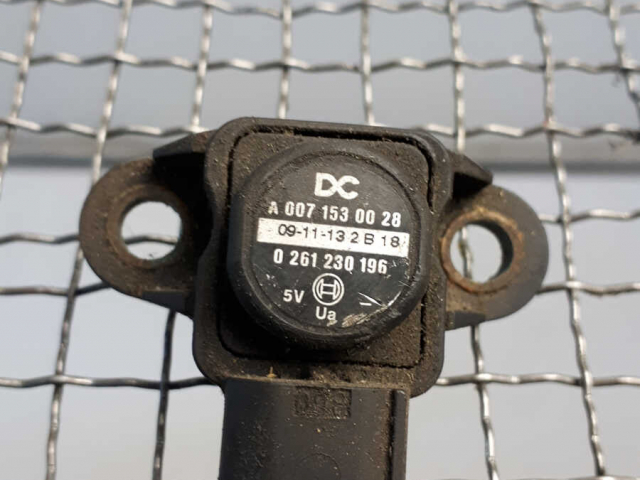 DC
A 007 153 00 28
09-11-13 2 B 18
0 261 230 196
5V
Ua